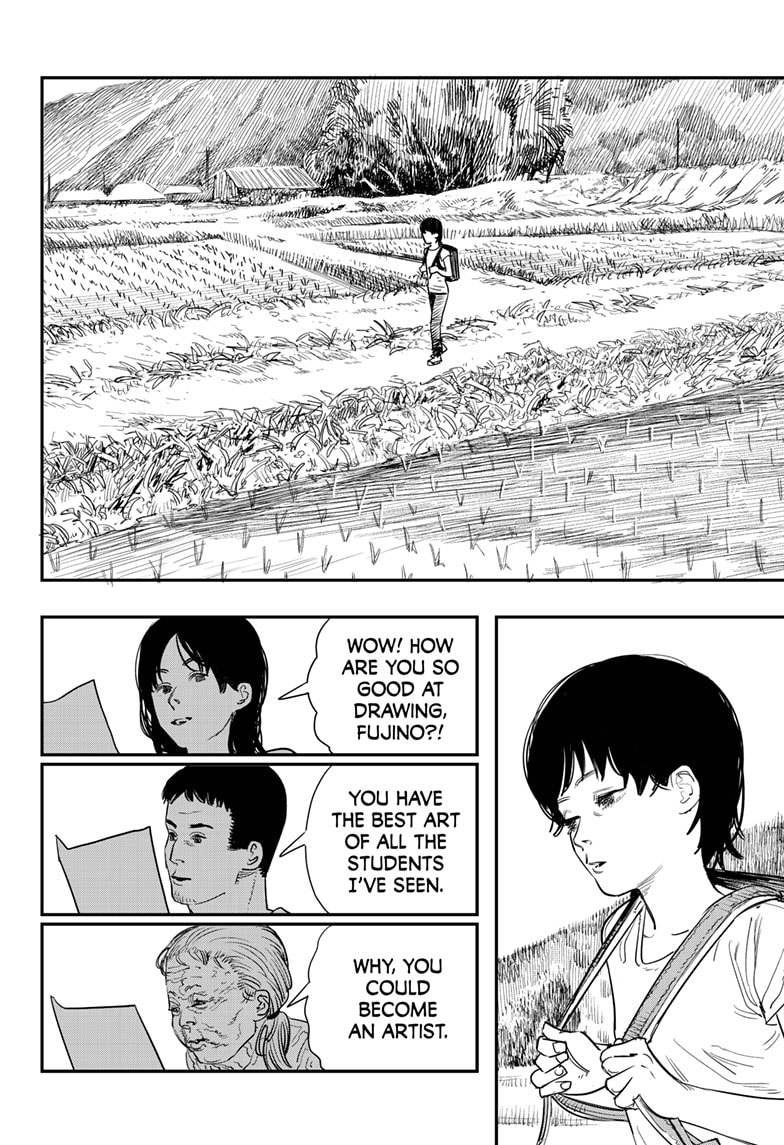 WOW! HOW
ARE YOU SO
GOOD AT
DRAWING,
FUJINO?!
YOU HAVE
THE BEST ART
OF ALL THE
STUDENTS
I'VE SEEN.
WHY, YOU
COULD
BECOME
AN ARTIST.